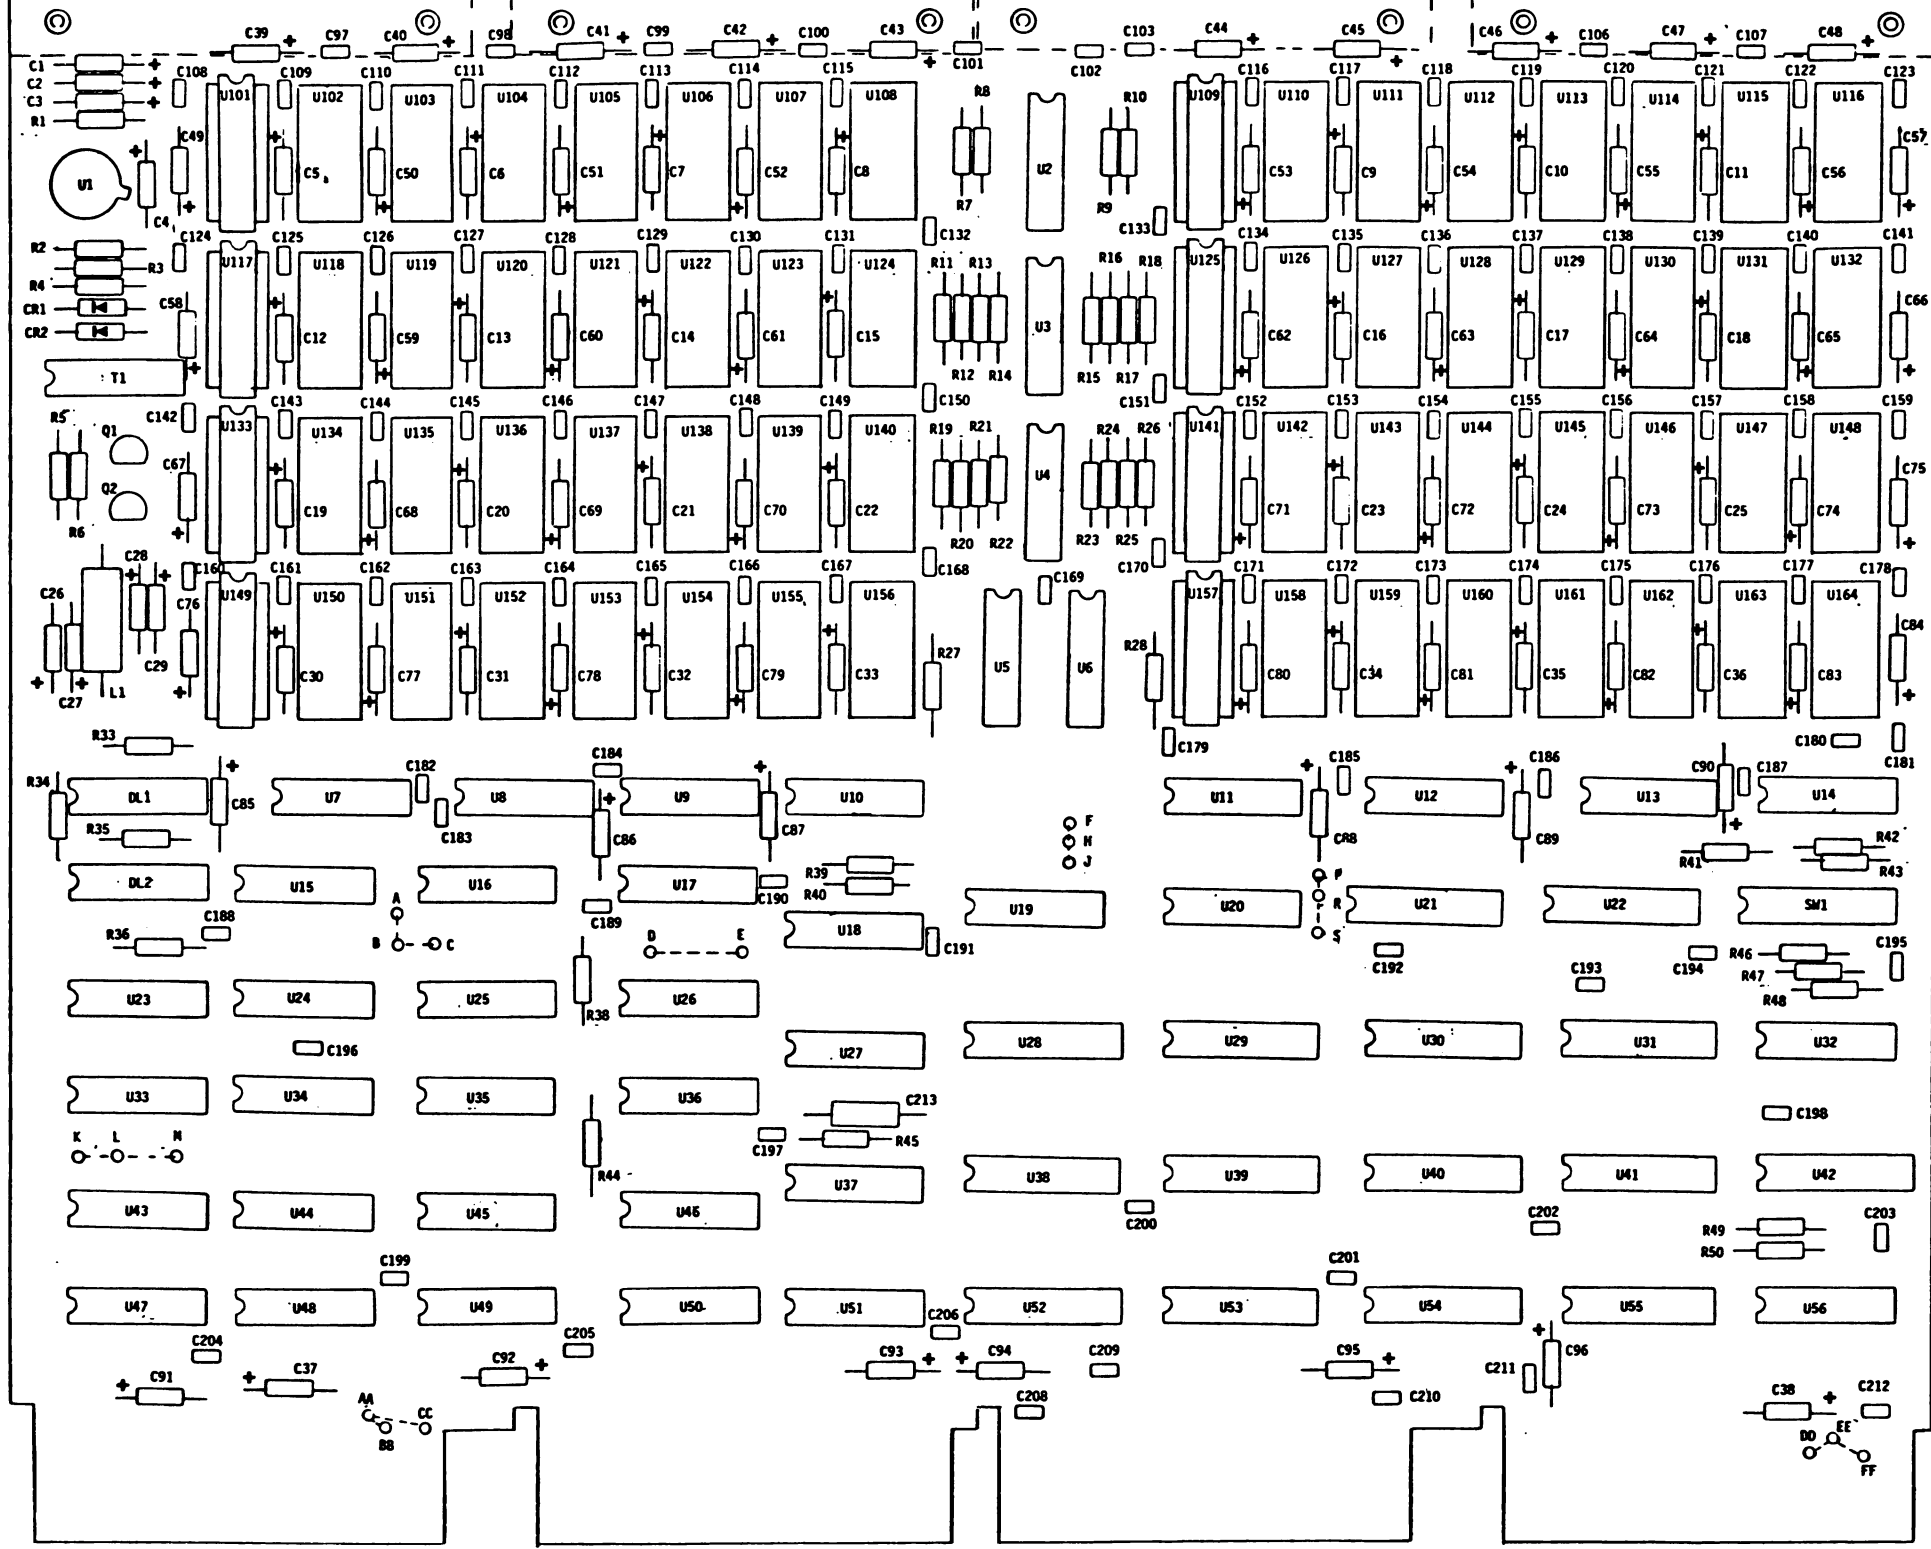 C39 C97 C40 C98 C41 C99 C42 C100 C43 C101 C102 C103 C44 C45 C46 C106 C47 C107 C48
C1 C108 C109 C110 C111 C112 C113 C114 C115 C116 C117 C118 C119 C120 C121 C122 C123
C2
C3
R1
U101 U102 U103 U104 U105 U106 U107 U108 R8 R10 U109 U110 U111 U112 U113 U114 U115 U116
C49 C57
U1 C5 C50 C6 C51 C7 C52 C8 U2 C53 C9 C54 C10 C55 C11 C56
C4 R7 R9
C124 C125 C126 C127 C128 C129 C130 C131 C132 C133 C134 C135 C136 C137 C138 C139 C140 C141
R2
R3
R4
U117 U118 U119 U120 U121 U122 U123 U124 R11 R13 R16 R18 U125 U126 U127 U128 U129 U130 U131 U132
CR1 C58 C66
CR2 C12 C59 C13 C60 C14 C61 C15 U3 C62 C16 C63 C17 C64 C18 C65
T1 R12 R14 R15 R17
C142 C143 C144 C145 C146 C147 C148 C149 C150 C151 C152 C153 C154 C155 C156 C157 C158 C159
R5 Q1 U133 U134 U135 U136 U137 U138 U139 U140 R19 R21 R24 R26 U141 U142 U143 U144 U145 U146 U147 U148
C67 U4 C75
Q2 C19 C68 C20 C69 C21 C70 C22 C71 C23 C72 C24 C73 C25 C74
R6 R20 R22 R23 R25
C28 C160 C161 C162 C163 C164 C165 C166 C167 C168 C169 C170 C171 C172 C173 C174 C175 C176 C177 C178
C26 C76 U149 U150 U151 U152 U153 U154 U155 U156 U157 U158 U159 U160 U161 U162 U163 U164
C84
C29 R27 U5 U6 R28
C27 L1 C30 C77 C31 C78 C32 C79 C33 C80 C34 C81 C35 C82 C36 C83
R33 C184 C179 C180 C181
R34 C182 C185 C186 C90 C187
DL1 C85 U7 U8 U9 U10 U11 U12 U13 U14
R35 C183 C86 C87 F C88 C89 R42
H
J R41 R43
DL2 U15 U16 U17 C190 R39
R40
P
A C189 U19 U20 R U21 U22 SW1
C188 U18 S
R36 B C D E C191 C192 C193 C194 R46 C195
R47
R48
U23 U24 U25 R38 U26
C196 U27 U28 U29 U30 U31 U32
U33 U34 U35 U36 C213 C198
K L M C197 R45
R44 U37 U38 U39 U40 U41 U42
U43 U44 U45 U46 C200 C202 C203
R49
R50
C199 C201
U47 U48 U49 U50 U51 C206 U52 U53 U54 U55 U56
C204 C205
C91 C37 C92 C93 C94 C209 C95 C211 C96
AA CC C208 C210 C38 C212
BB DD EE
FF